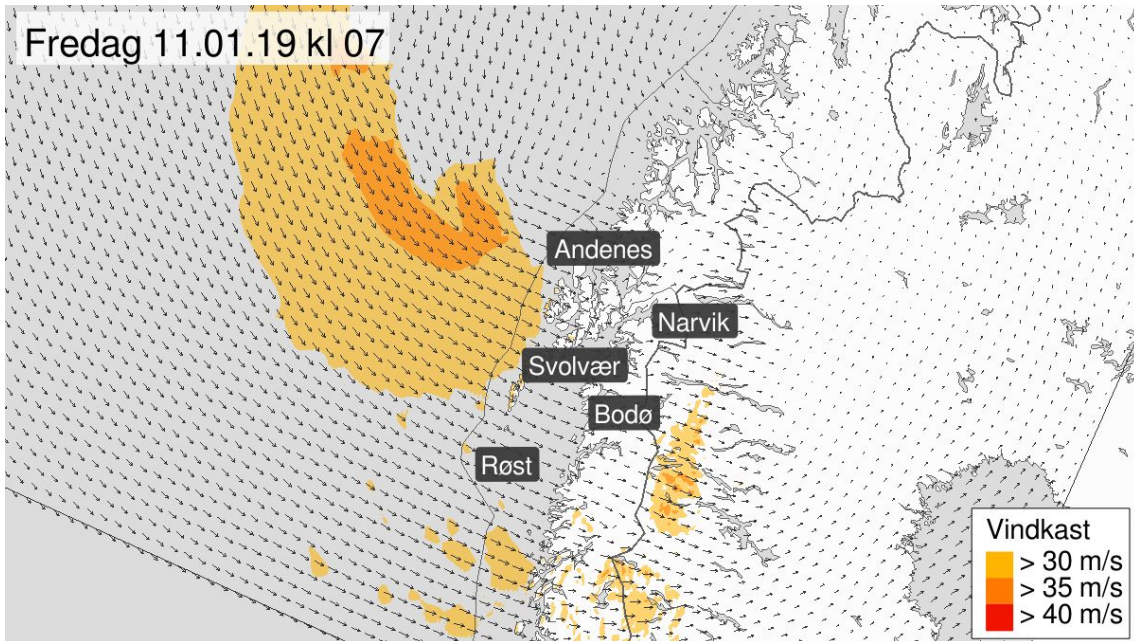 Fredag 11.01.19 kl 07
Andenes
Narvik
Svolvær
Bodø
Røst
Vindkast
> 30 m/s
> 35 m/s
> 40 m/s